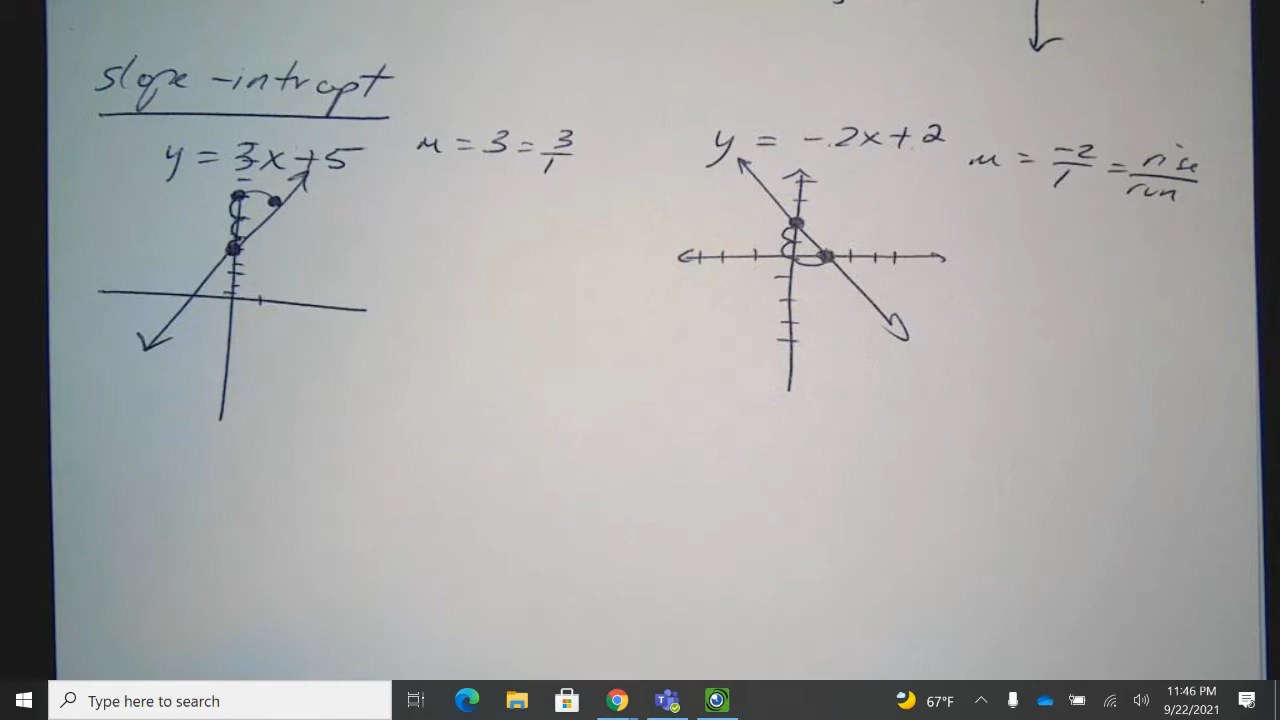 slope-intrcpt
y = 3x+5
m = 3 = 3/1
y = -2x+2
m = -2/1 = rise/run
Type here to search
67°F
11:46 PM
9/22/2021